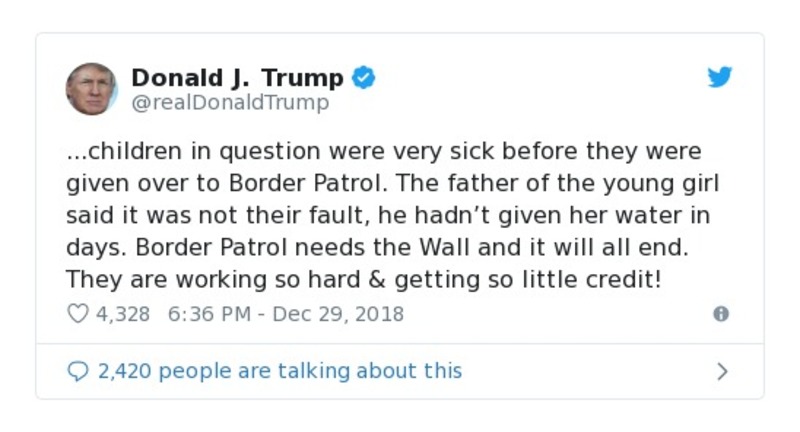 Donald J. Trump
@realDonaldTrump
...children in question were very sick before they were
given over to Border Patrol. The father of the young girl
said it was not their fault, he hadn’t given her water in
days. Border Patrol needs the Wall and it will all end.
They are working so hard & getting so little credit!
4,328 6:36 PM - Dec 29, 2018
2,420 people are talking about this